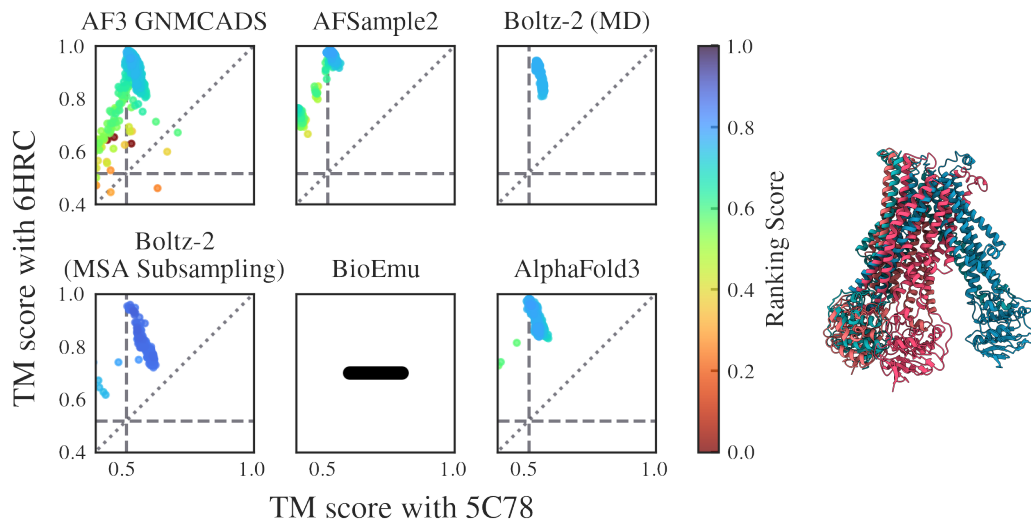 AF3 GNMCADS
AFSample2
Boltz-2 (MD)
1.0
0.8
0.6
0.4
Boltz-2
(MSA Subsampling)
BioEmu
AlphaFold3
1.0
0.8
0.6
0.4
0.5
1.0
0.5
1.0
0.5
1.0
TM score with 6HRC
TM score with 5C78
1.0
0.8
0.6
0.4
0.2
0.0
Ranking Score